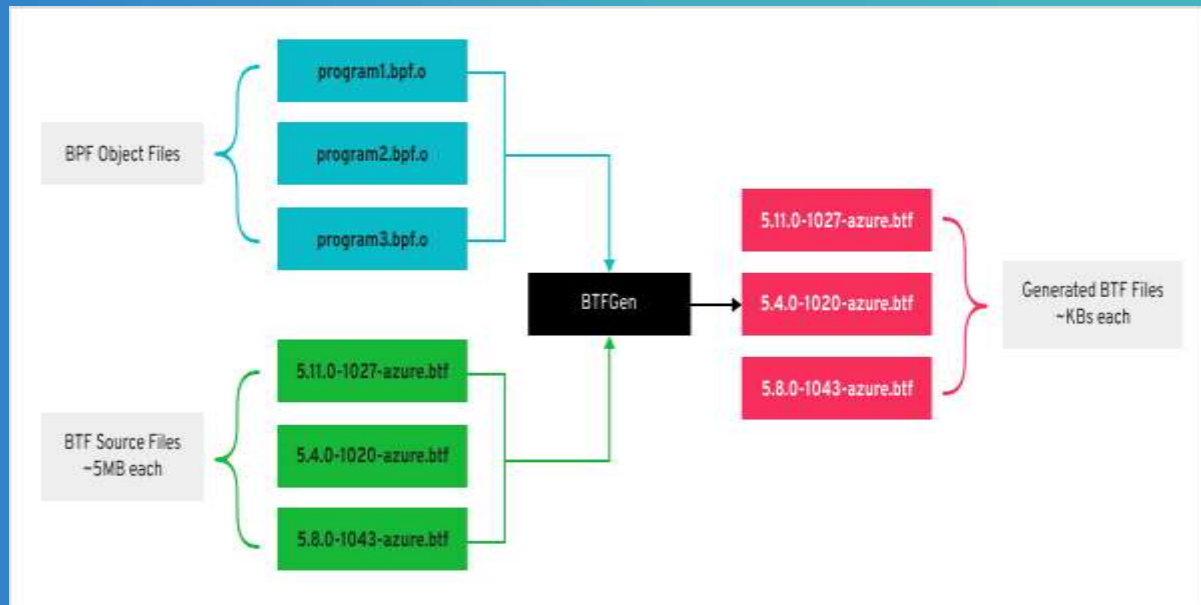 BPF Object Files
program1.bpf.o
program2.bpf.o
program3.bpf.o
BTF Source Files
~5MB each
5.11.0-1027-azure.btf
5.4.0-1020-azure.btf
5.8.0-1043-azure.btf
BTFGen
5.11.0-1027-azure.btf
5.4.0-1020-azure.btf
5.8.0-1043-azure.btf
Generated BTF Files
~KBs each